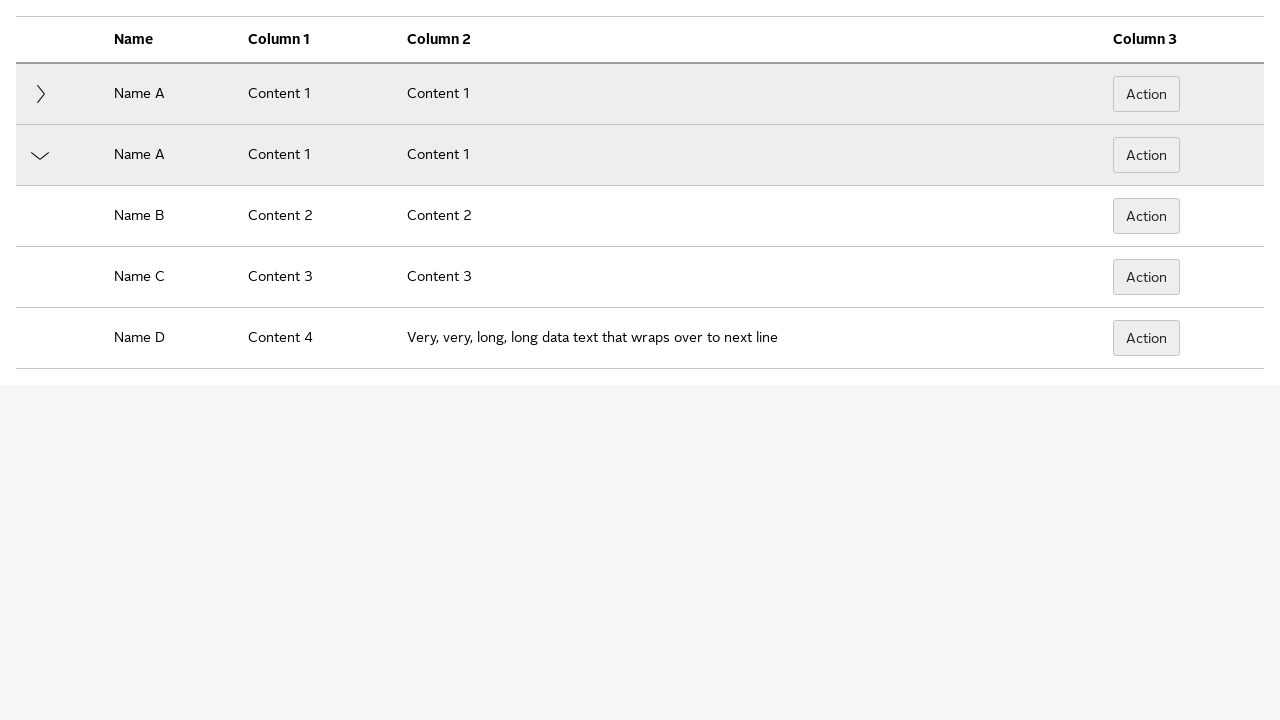 Name Column 1 Column 2 Column 3
Name A Content 1 Content 1 Action
Name A Content 1 Content 1 Action
Name B Content 2 Content 2 Action
Name C Content 3 Content 3 Action
Name D Content 4 Very, very, long, long data text that wraps over to next line Action